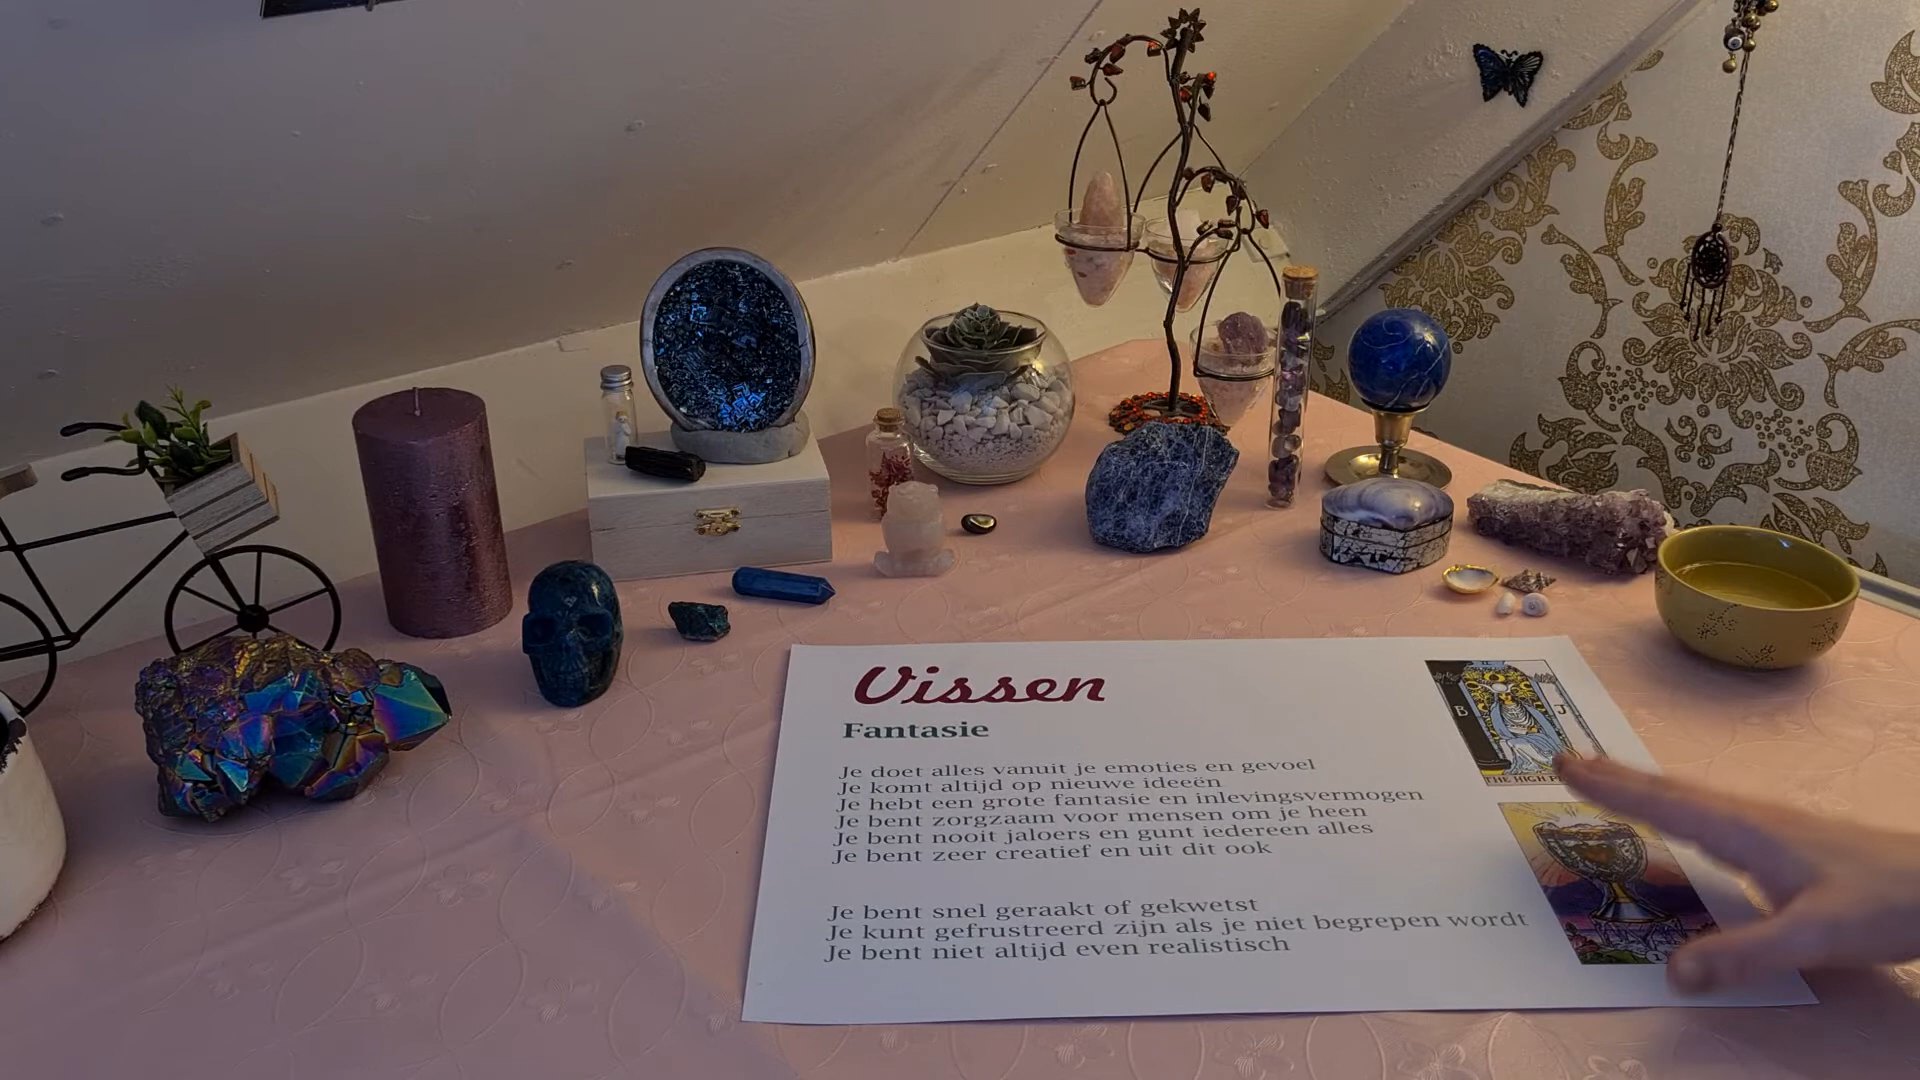 Vissen
Fantasie
Je doet alles vanuit je emoties en gevoel
Je komt altijd op nieuwe ideeën
Je hebt een grote fantasie en inlevingsvermogen
Je bent zorgzaam voor mensen om je heen
Je bent nooit jaloers en gunt iedereen alles
Je bent zeer creatief en uit dit ook
Je bent snel geraakt of gekwetst
Je kunt gefrustreerd zijn als je niet begrepen wordt
Je bent niet altijd even realistisch
B J
THE HIGH